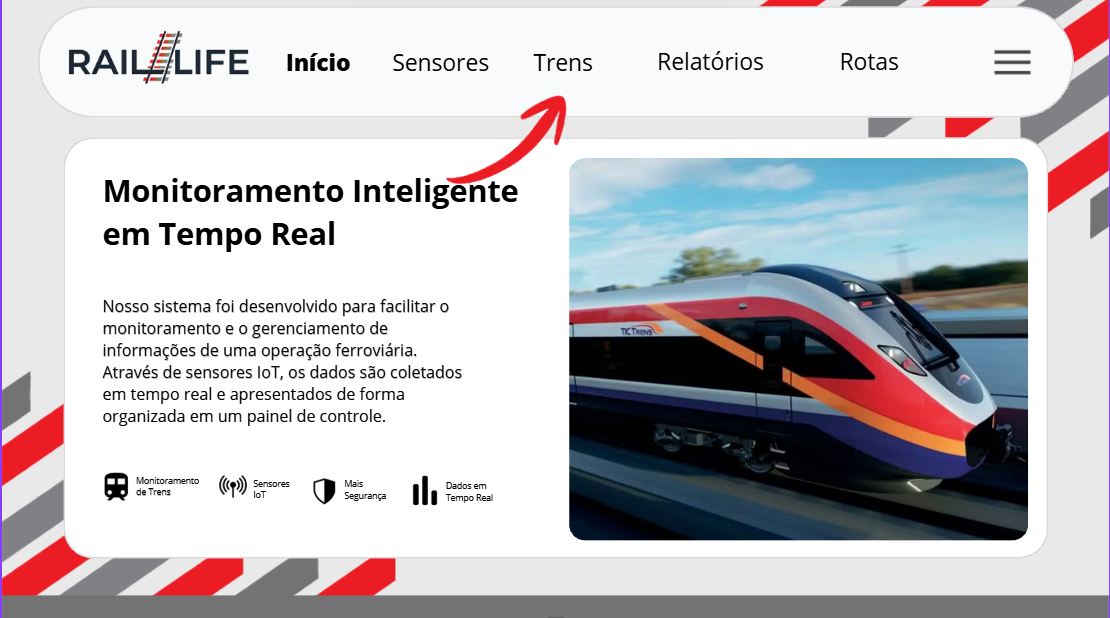 RAIL LIFE
Início
Sensores
Trens
Relatórios
Rotas
Monitoramento Inteligente
em Tempo Real
Nosso sistema foi desenvolvido para facilitar o
monitoramento e o gerenciamento de
informações de uma operação ferroviária.
Através de sensores IoT, os dados são coletados
em tempo real e apresentados de forma
organizada em um painel de controle.
Monitoramento
de Trens
Sensores
IoT
Mais
Segurança
Dados em
Tempo Real
TIC TRENS